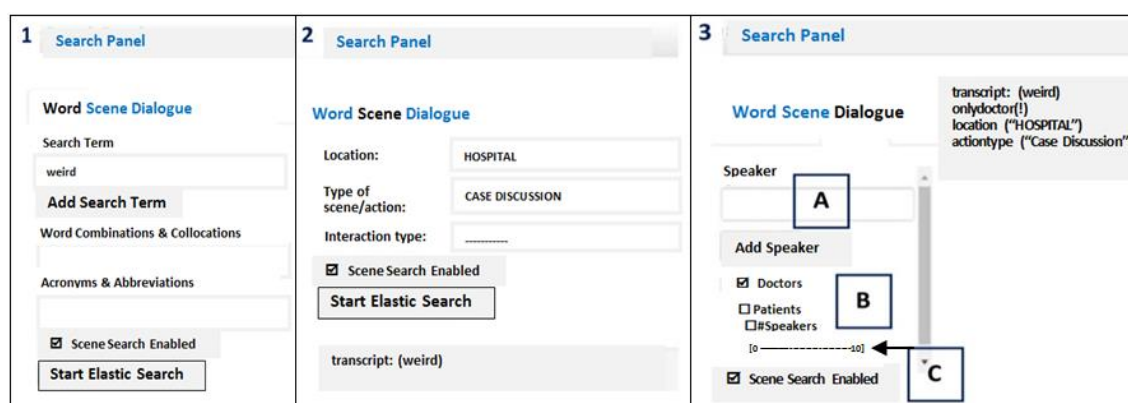 1
Search Panel
Word Scene Dialogue
Search Term
weird
Add Search Term
Word Combinations & Collocations
Acronyms & Abbreviations
☑ Scene Search Enabled
Start Elastic Search
2
Search Panel
Word Scene Dialogue
Location:
HOSPITAL
Type of
scene/action:
CASE DISCUSSION
Interaction type:
-----------
☑ Scene Search Enabled
Start Elastic Search
transcript: (weird)
3
Search Panel
Word Scene Dialogue
transcript: (weird)
onlydoctor(!)
location ("HOSPITAL")
actiontype ("Case Discussion"
Speaker
A
Add Speaker
☑ Doctors
B
☐ Patients
☐ #Speakers
[0 ---------------- 10]
C
☑ Scene Search Enabled